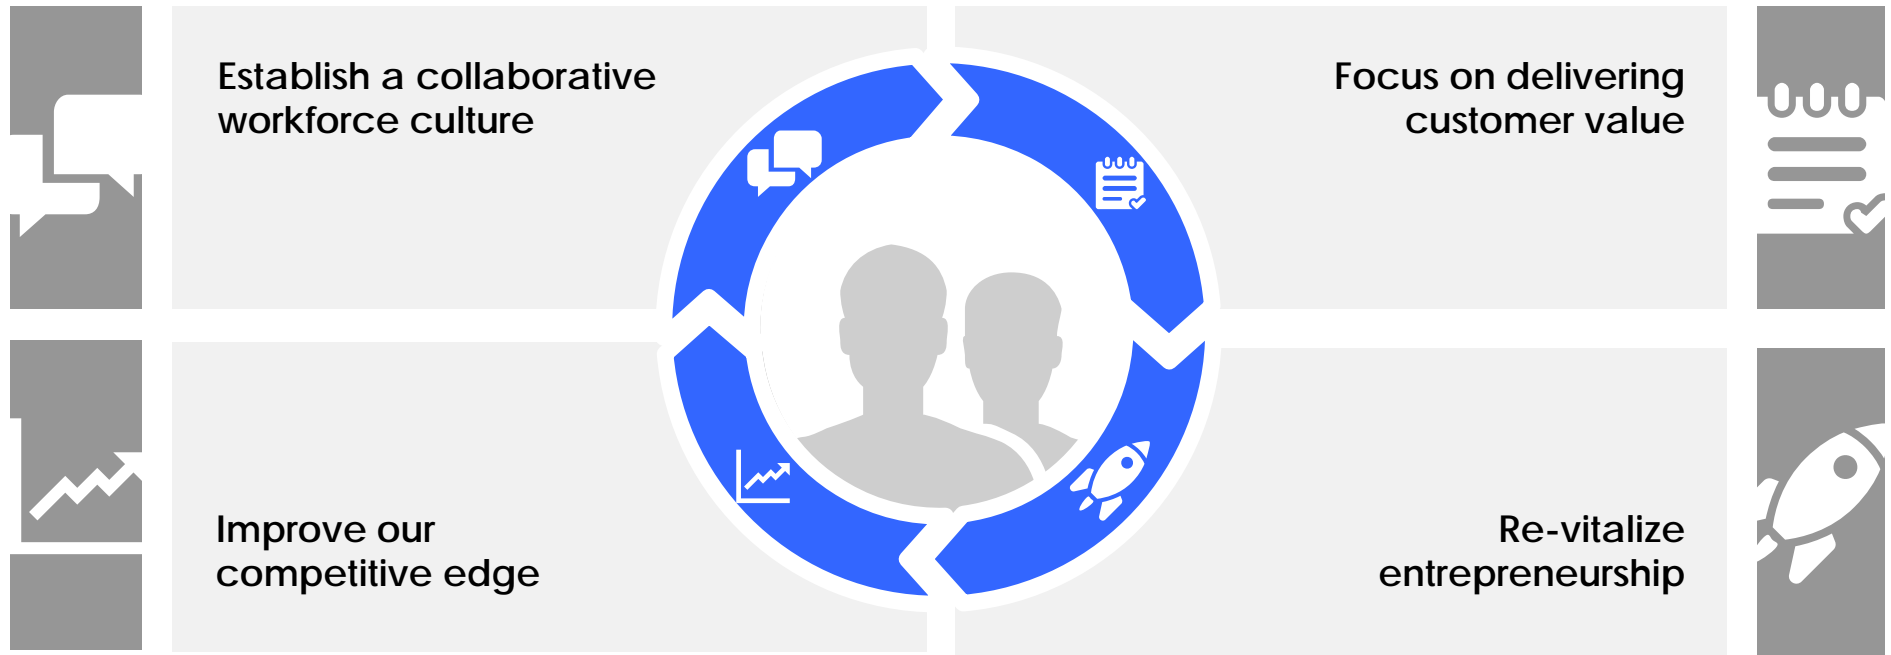 Establish a collaborative
workforce culture
Focus on delivering
customer value
Improve our
competitive edge
Re-vitalize
entrepreneurship